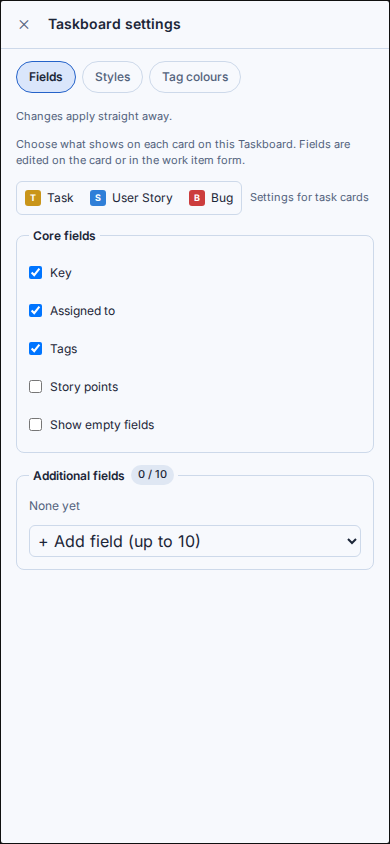 Taskboard settings
Fields Styles Tag colours
Changes apply straight away.
Choose what shows on each card on this Taskboard. Fields are
edited on the card or in the work item form.
T Task S User Story B Bug Settings for task cards
Core fields
Key
Assigned to
Tags
Story points
Show empty fields
Additional fields 0 / 10
None yet
+ Add field (up to 10)